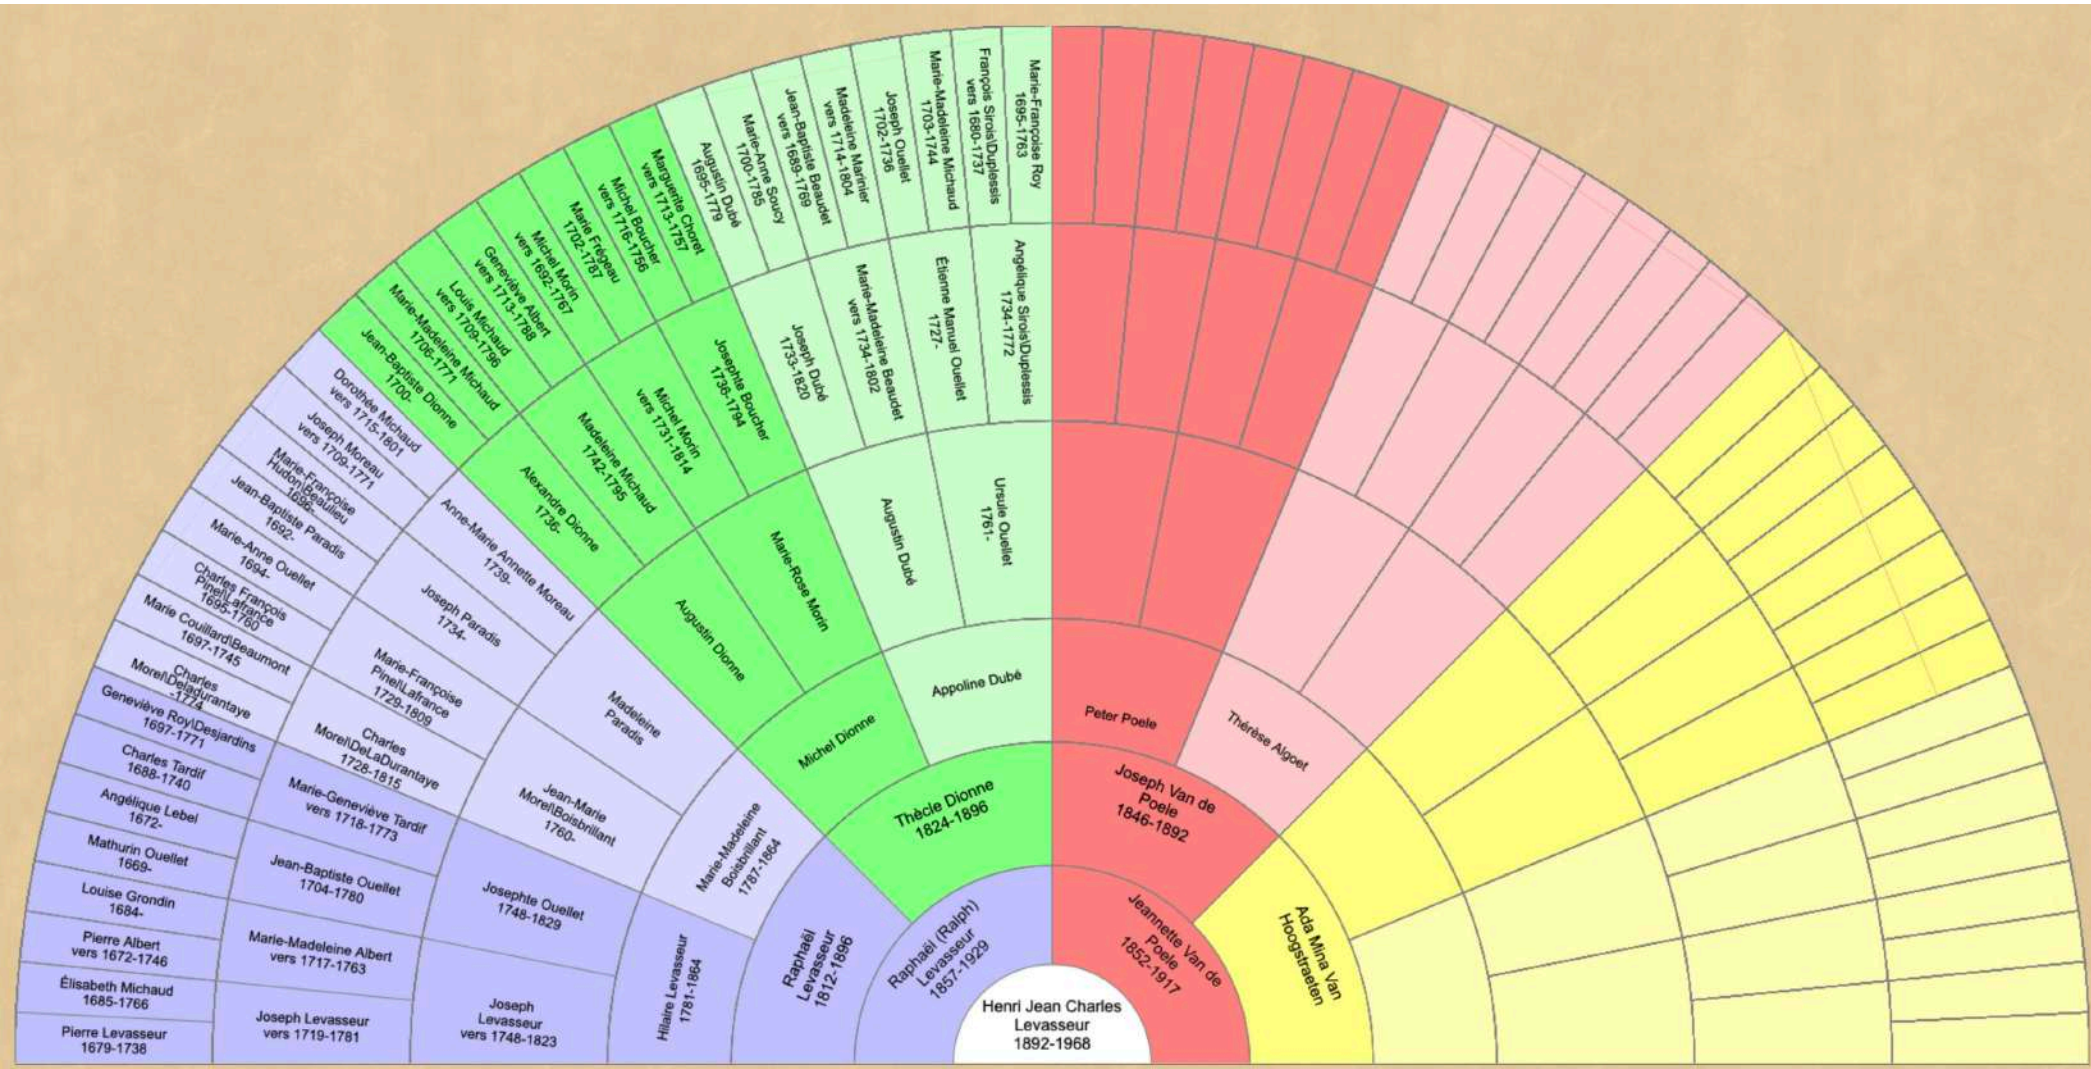 Henri Jean Charles
Levasseur
1892-1968
Raphaël (Ralph)
Levasseur
1857-1929
Jeannette Van de
Poele
1852-1917
Raphaël
Levasseur
1812-1896
Thècle Dionne
1824-1896
Joseph Van de
Poele
1846-1892
Ada Mina Van
Hoogstraeten
Hilaire Levasseur
1781-1864
Marie-Madeleine
Boisbrillant
1787-1864
Michel Dionne
Appoline Dubé
Peter Poele
Thérèse Algoet
Joseph
Levasseur
vers 1748-1823
Josephte Ouellet
1748-1829
Jean-Marie
Morel\Boisbrillant
1760-
Madeleine
Paradis
Augustin Dionne
Marie-Rose Morin
Augustin Dubé
Ursule Ouellet
1761-
Joseph Levasseur
vers 1719-1781
Marie-Madeleine Albert
vers 1717-1763
Jean-Baptiste Ouellet
1704-1780
Marie-Geneviève Tardif
vers 1718-1773
Charles
Morel\DeLaDurantaye
1728-1815
Marie-Françoise
Pinel\Lafrance
1729-1809
Joseph Paradis
1734-
Anne-Marie Annette Moreau
1739-
Alexandre Dionne
1736-
Madeleine Michaud
1742-1795
Michel Morin
vers 1731-1814
Josephte Boucher
1736-1794
Joseph Dubé
1733-1820
Marie-Madeleine Beaudet
vers 1734-1802
Étienne Manuel Ouellet
1727-
Angélique Sirois\Duplessis
1734-1772
Pierre Levasseur
1679-1738
Élisabeth Michaud
1685-1766
Pierre Albert
vers 1672-1746
Louise Grondin
1684-
Mathurin Ouellet
1669-
Angélique Lebel
1672-
Charles Tardif
1688-1740
Geneviève Roy\Desjardins
1697-1771
Charles
Morel\Deladurantaye
-1774
Marie Couillard\Beaumont
1697-1745
Charles François
Pinel\Lafrance
1695-1760
Marie-Anne Ouellet
1694-
Jean-Baptiste Paradis
1692-
Marie-Françoise
Hudon\Beaulieu
1696-
Joseph Moreau
vers 1709-1771
Dorothée Michaud
vers 1715-1801
Jean-Baptiste Dionne
1700-
Marie-Madeleine Michaud
1706-1771
Louis Michaud
vers 1709-1796
Geneviève Albert
vers 1713-1788
Michel Morin
vers 1692-1767
Marie Frégeau
1702-1787
Michel Boucher
vers 1716-1756
Marguerite Choret
vers 1713-1757
Augustin Dubé
1695-1779
Marie-Anne Soucy
1700-1785
Jean-Baptiste Beaudet
vers 1689-1769
Madeleine Marinier
vers 1714-1804
Joseph Ouellet
1702-1736
Marie-Madeleine Michaud
1703-1744
François Sirois\Duplessis
vers 1680-1737
Marie-Françoise Roy
1695-1763